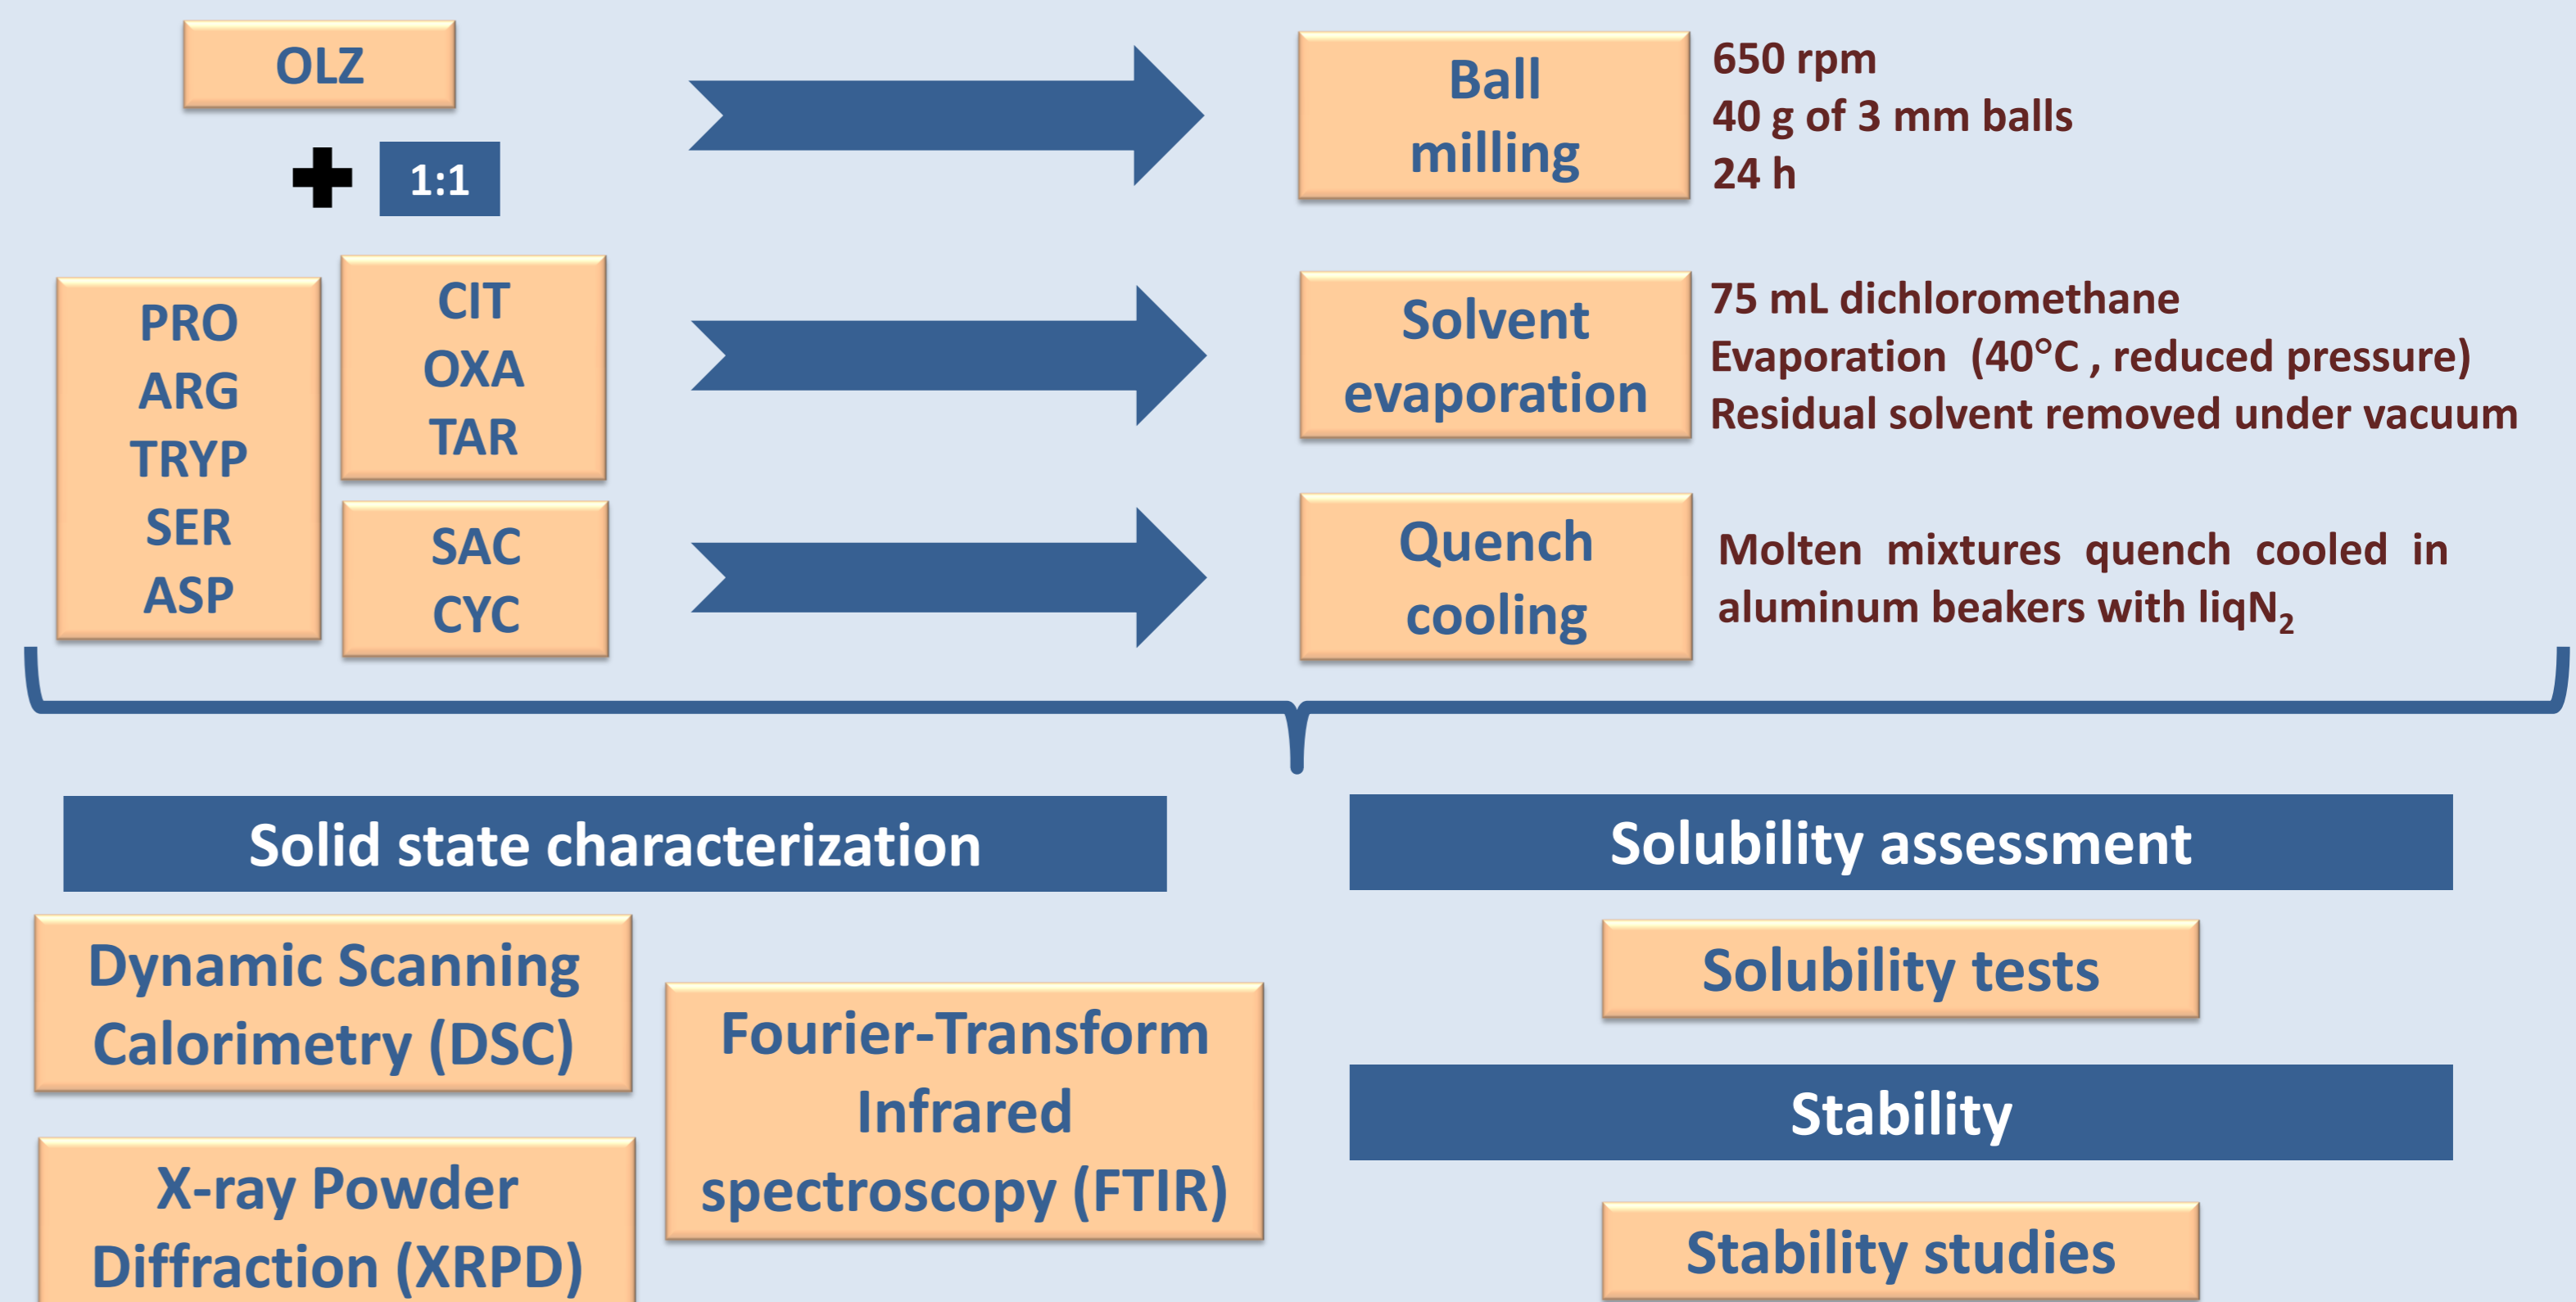 OLZ
1:1
PRO
ARG
TRYP
SER
ASP
CIT
OXA
TAR
SAC
CYC
Ball
milling
650 rpm
40 g of 3 mm balls
24 h
Solvent
evaporation
75 mL dichloromethane
Evaporation (40°C , reduced pressure)
Residual solvent removed under vacuum
Quench
cooling
Molten mixtures quench cooled in
aluminum beakers with liqN₂
Solid state characterization
Dynamic Scanning
Calorimetry (DSC)
X-ray Powder
Diffraction (XRPD)
Fourier-Transform
Infrared
spectroscopy (FTIR)
Solubility assessment
Solubility tests
Stability
Stability studies